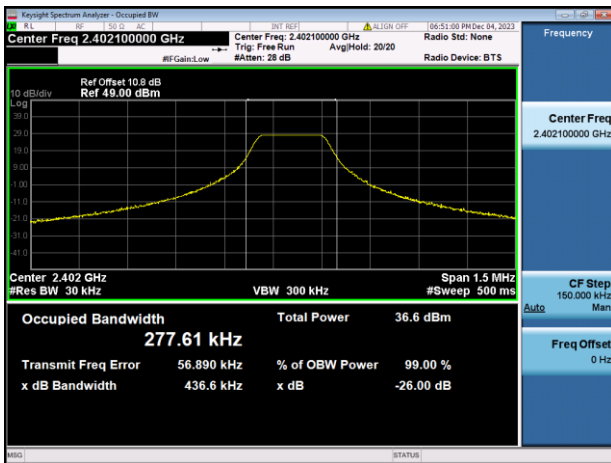 Keysight Spectrum Analyzer - Occupied BW
RL RF 50 Ω AC INT REF ALIGN OFF 06:51:00 PM Dec 04, 2023
Center Freq 2.402100000 GHz
Center Freq: 2.402100000 GHz
Radio Std: None
Trig: Free Run Avg|Hold: 20/20
#IFGain:Low
#Atten: 28 dB
Radio Device: BTS
Frequency
Ref Offset 10.8 dB
10 dB/div Ref 49.00 dBm
Log
39.0
29.0
19.0
9.00
-1.00
-11.0
-21.0
-31.0
-41.0
Center 2.402 GHz Span 1.5 MHz
#Res BW 30 kHz VBW 300 kHz #Sweep 500 ms
Occupied Bandwidth Total Power 36.6 dBm
277.61 kHz
Transmit Freq Error 56.890 kHz % of OBW Power 99.00 %
x dB Bandwidth 436.6 kHz x dB -26.00 dB
Center Freq
2.402100000 GHz
CF Step
150.000 kHz
Auto Man
Freq Offset
0 Hz
MSG STATUS